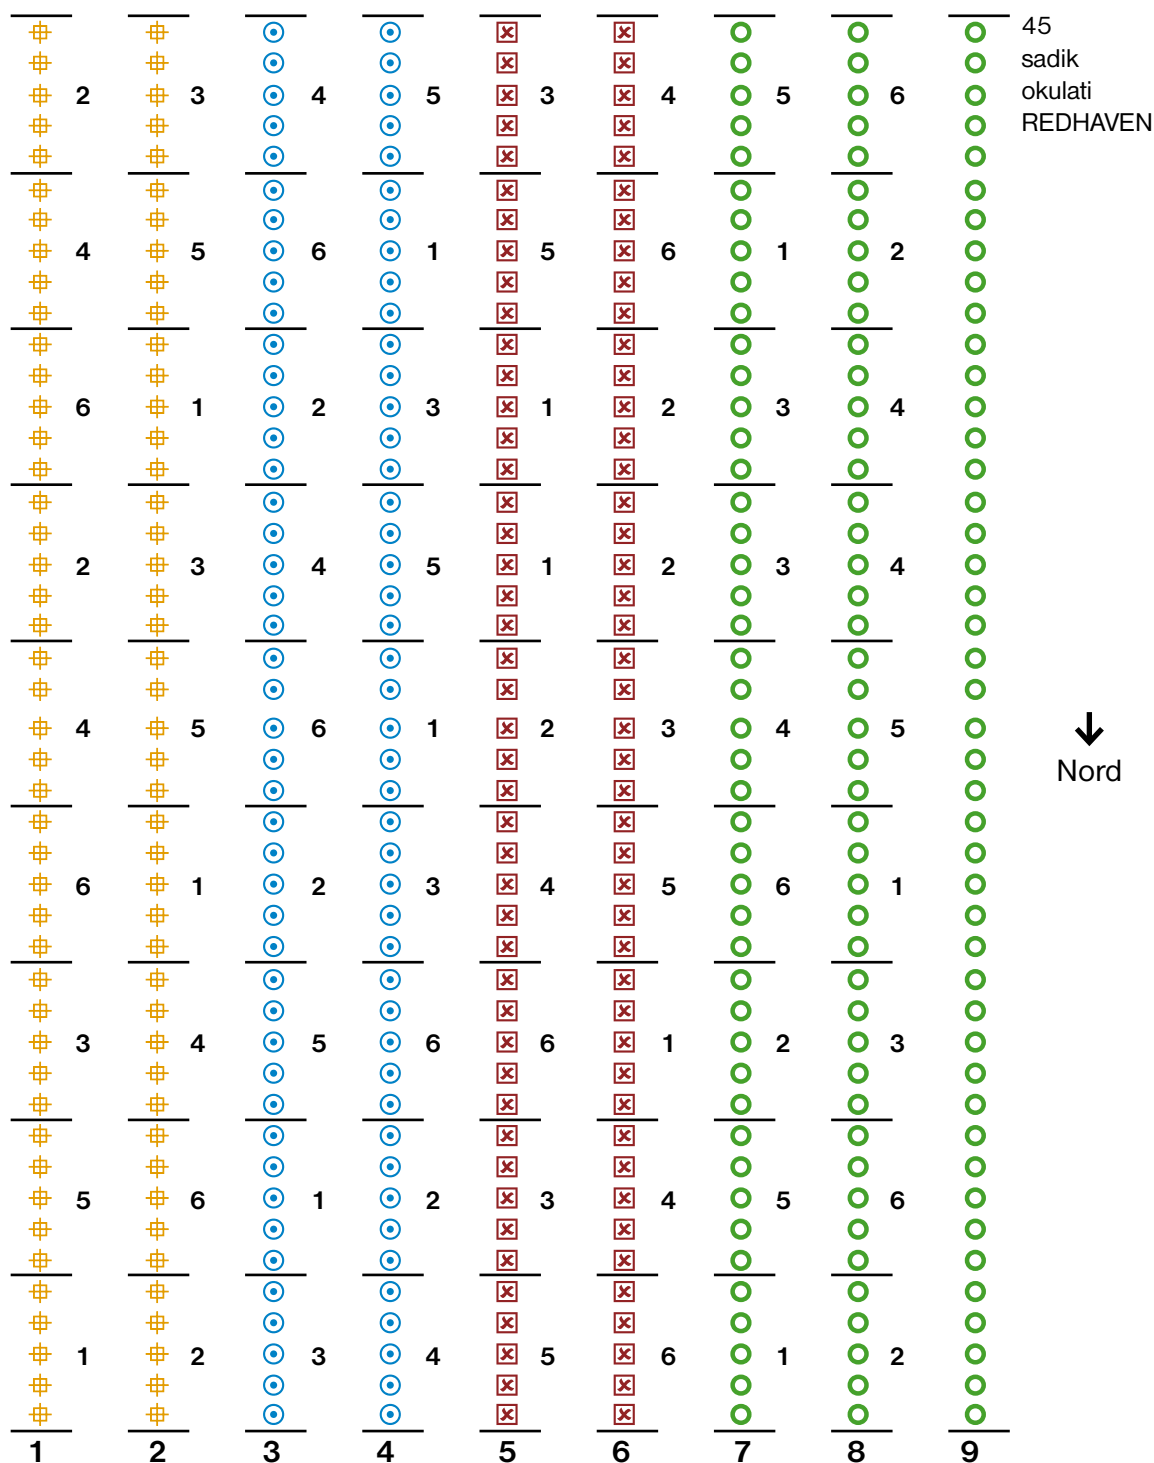 45
sadik
okulati
REDHAVEN
2 3 4 5 3 4 5 6
4 5 6 1 5 6 1 2
6 1 2 3 1 2 3 4
2 3 4 5 1 2 3 4
4 5 6 1 2 3 4 5
Nord
6 1 2 3 4 5 6 1
3 4 5 6 6 1 2 3
5 6 1 2 3 4 5 6
1 2 3 4 5 6 1 2
1 2 3 4 5 6 7 8 9